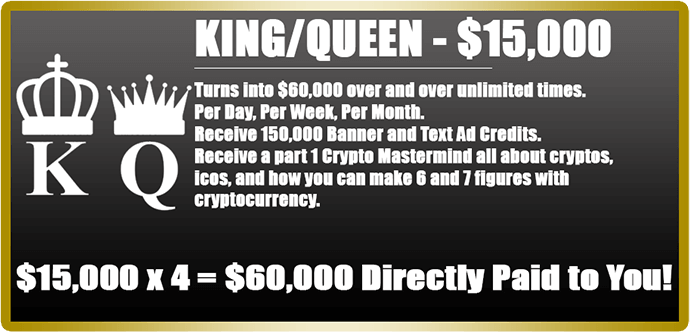 KING/QUEEN - $15,000
Turns into $60,000 over and over unlimited times.
Per Day, Per Week, Per Month.
Receive 150,000 Banner and Text Ad Credits.
Receive a part 1 Crypto Mastermind all about cryptos,
icos, and how you can make 6 and 7 figures with
cryptocurrency.
K Q
$15,000 x 4 = $60,000 Directly Paid to You!